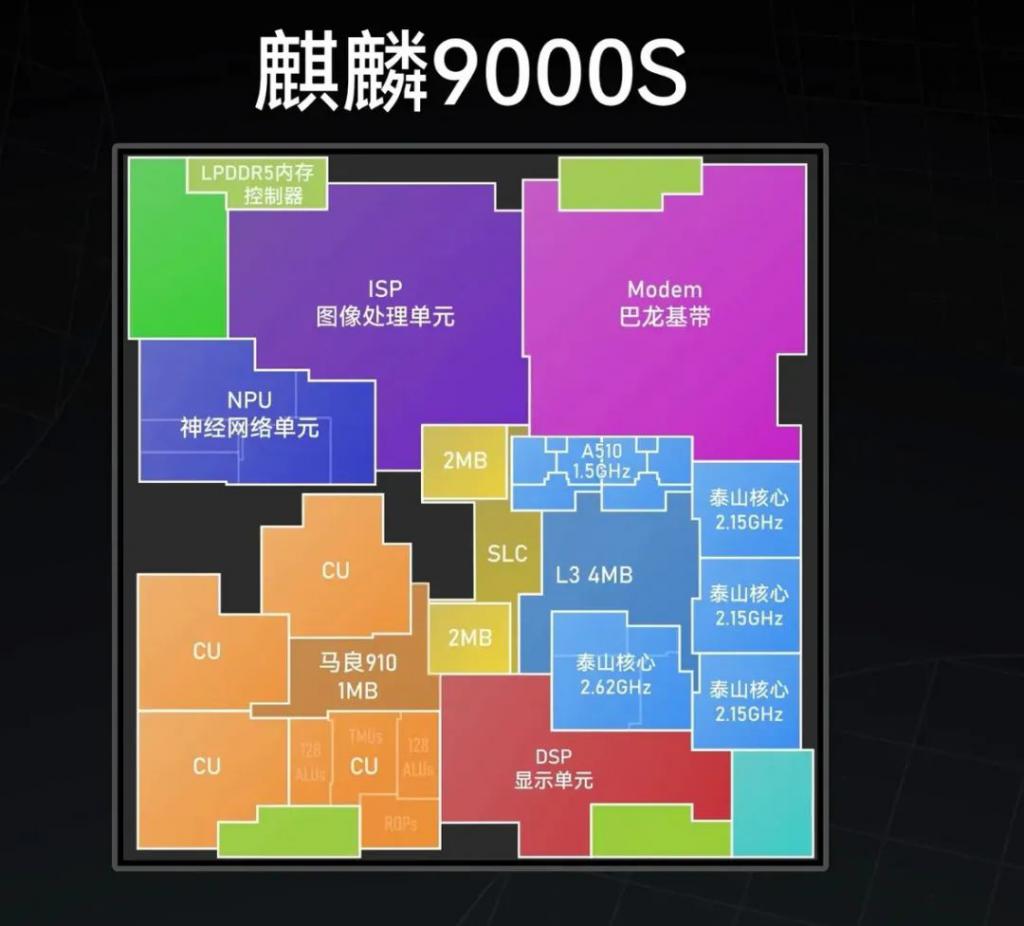 麒麟9000S
LPDDR5内存
控制器
ISP
图像处理单元
Modem
巴龙基带
NPU
神经网络单元
2MB
A510
1.5GHz
泰山核心
2.15GHz
SLC
L3 4MB
CU
泰山核心
2.15GHz
CU
2MB
马良910
1MB
泰山核心
2.62GHz
泰山核心
2.15GHz
CU
128
ALUs
TMUs
CU
128
ALUs
ROPs
DSP
显示单元